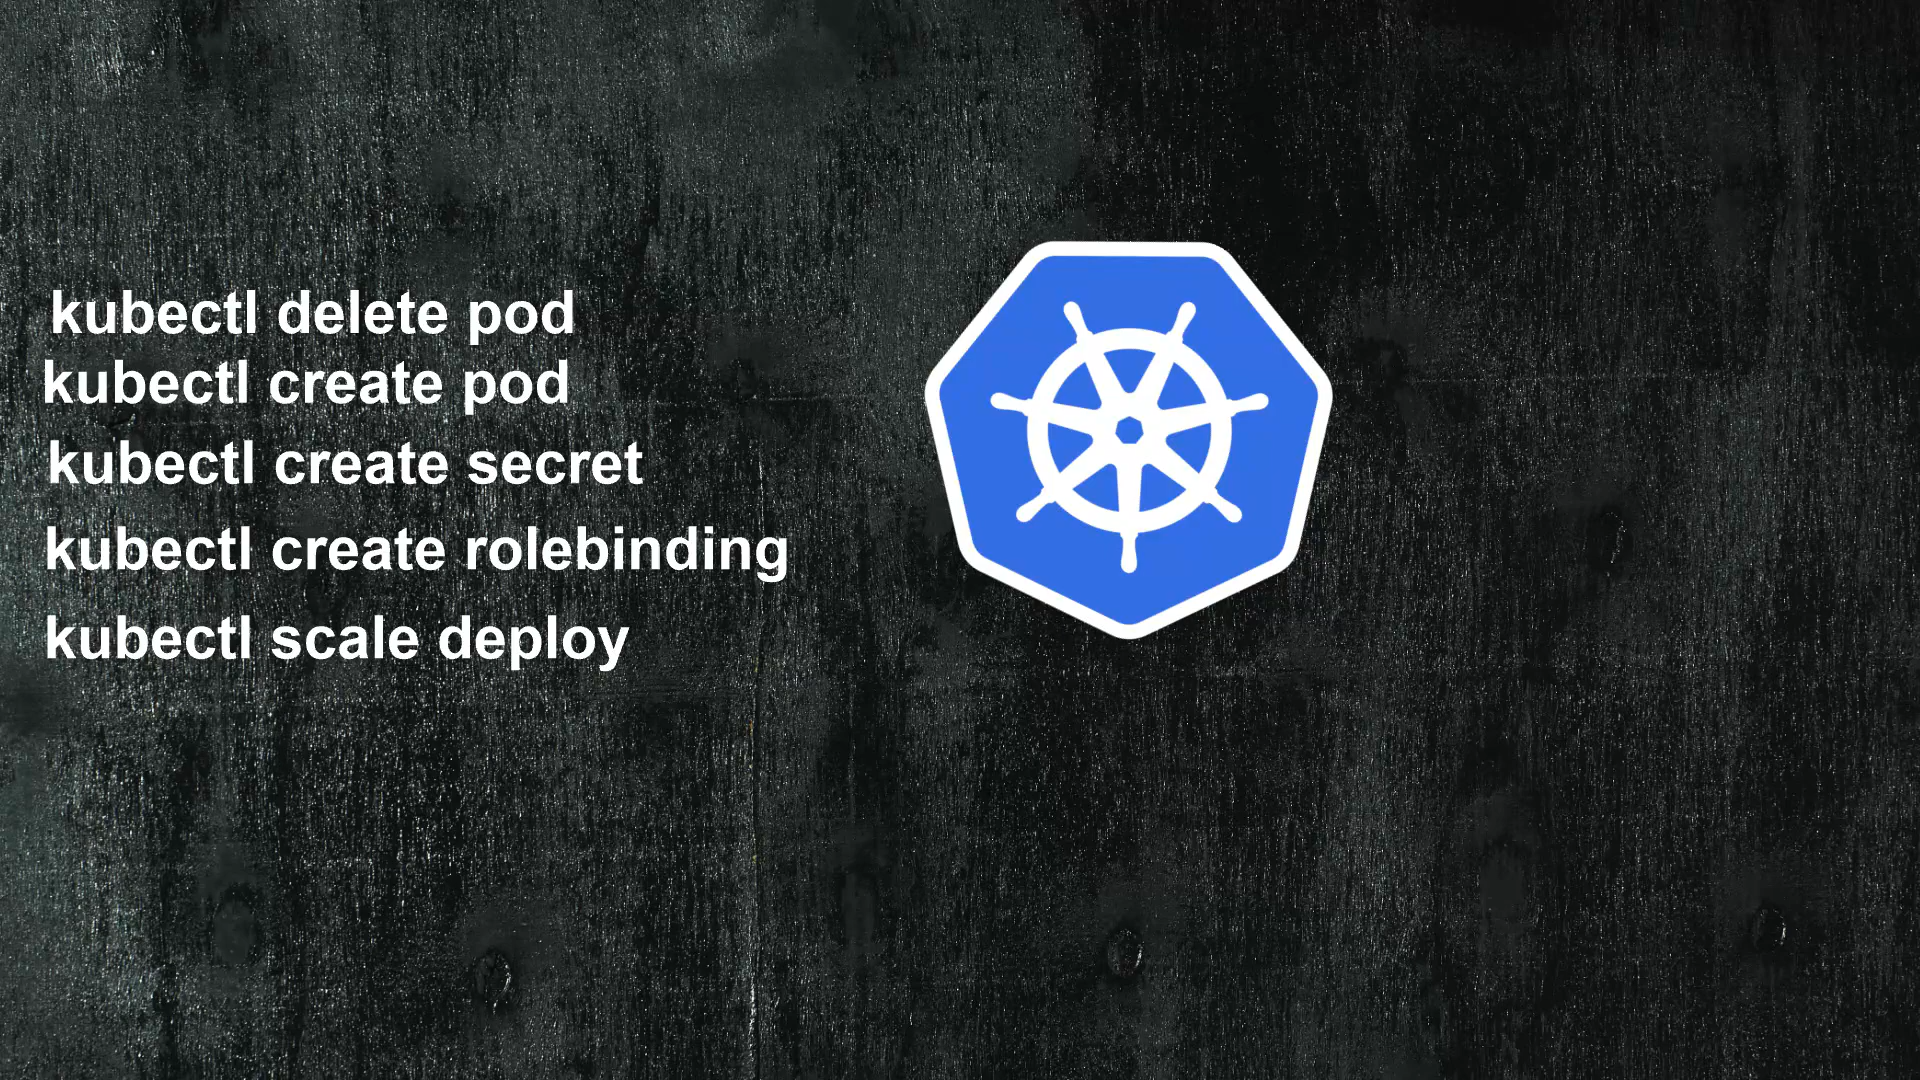 kubectl delete pod
kubectl create pod
kubectl create secret
kubectl create rolebinding
kubectl scale deploy